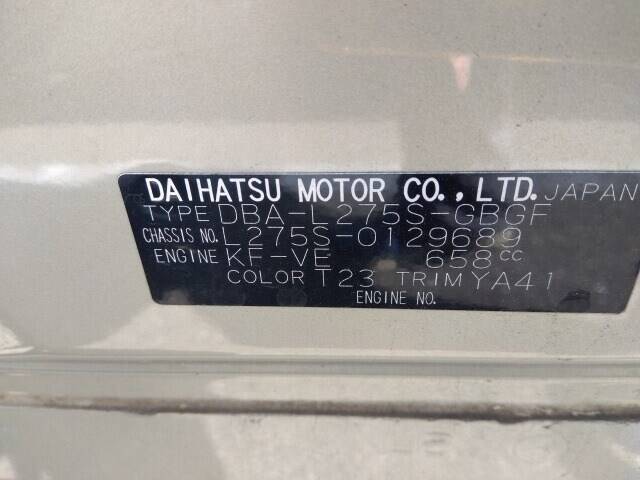 DAIHATSU MOTOR CO., LTD. JAPAN
TYPE DBA-L275S-GBGF
CHASSIS NO. L275S-0129689
ENGINE KF-VE 658cc
COLOR T23 TRIM YA41
ENGINE NO.